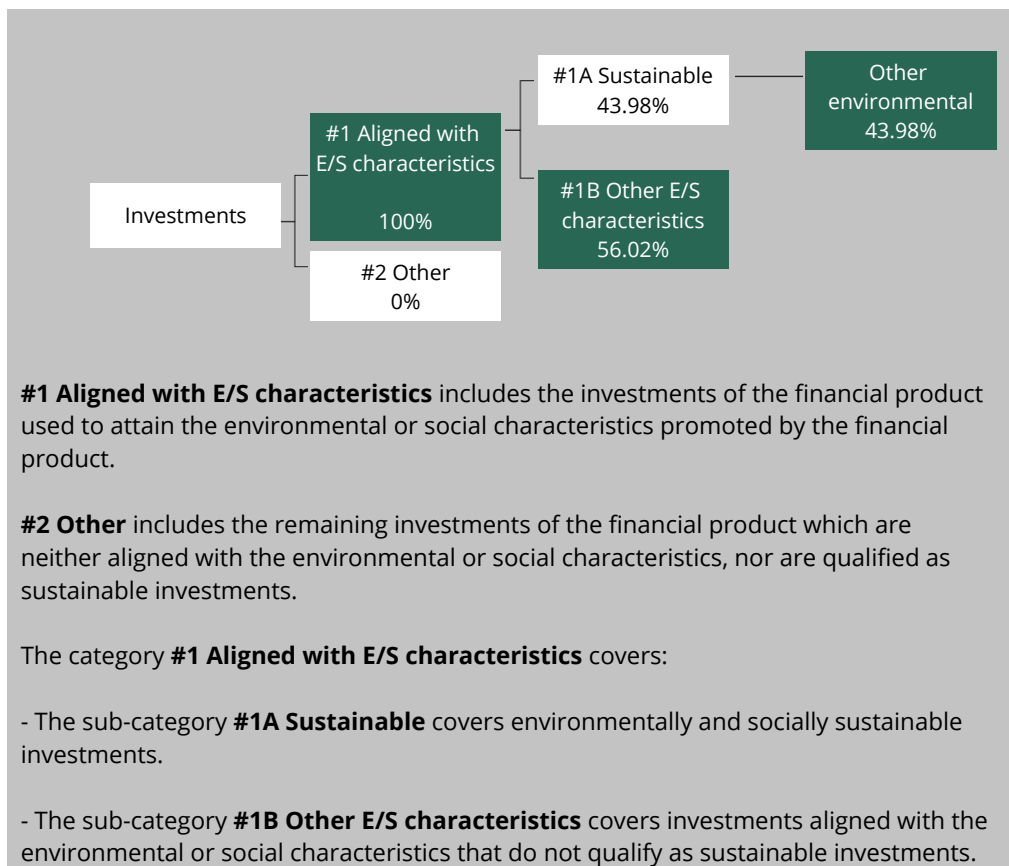 #1A Sustainable
43.98%
Other
environmental
43.98%
#1 Aligned with
E/S characteristics
100%
#1B Other E/S
characteristics
56.02%
Investments
#2 Other
0%
#1 Aligned with E/S characteristics includes the investments of the financial product
used to attain the environmental or social characteristics promoted by the financial
product.
#2 Other includes the remaining investments of the financial product which are
neither aligned with the environmental or social characteristics, nor are qualified as
sustainable investments.
The category #1 Aligned with E/S characteristics covers:
- The sub-category #1A Sustainable covers environmentally and socially sustainable
investments.
- The sub-category #1B Other E/S characteristics covers investments aligned with the
environmental or social characteristics that do not qualify as sustainable investments.